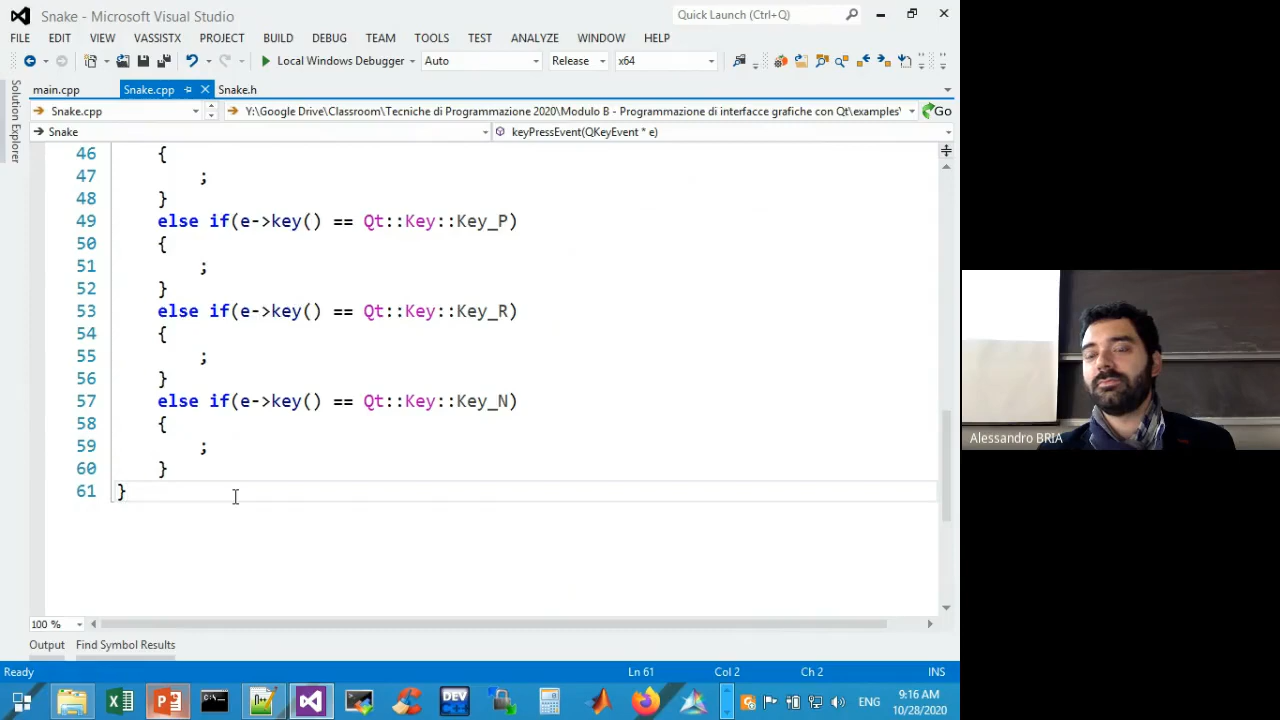 Snake - Microsoft Visual Studio
Quick Launch (Ctrl+Q)
FILE EDIT VIEW VASSISTX PROJECT BUILD DEBUG TEAM TOOLS TEST ANALYZE WINDOW HELP
Local Windows Debugger Auto Release x64
main.cpp Snake.cpp Snake.h
Solution Explorer
Snake.cpp Y:\Google Drive\Classroom\Tecniche di Programmazione 2020\Modulo B - Programmazione di interfacce grafiche con Qt\examples\ Go
Snake keyPressEvent(QKeyEvent * e)
46 {
47 ;
48 }
49 else if(e->key() == Qt::Key::Key_P)
50 {
51 ;
52 }
53 else if(e->key() == Qt::Key::Key_R)
54 {
55 ;
56 }
57 else if(e->key() == Qt::Key::Key_N)
58 {
59 ;
60 }
61 }
Alessandro BRIA
100 %
Output Find Symbol Results
Ready Ln 61 Col 2 Ch 2 INS
DEV
ENG
9:16 AM
10/28/2020